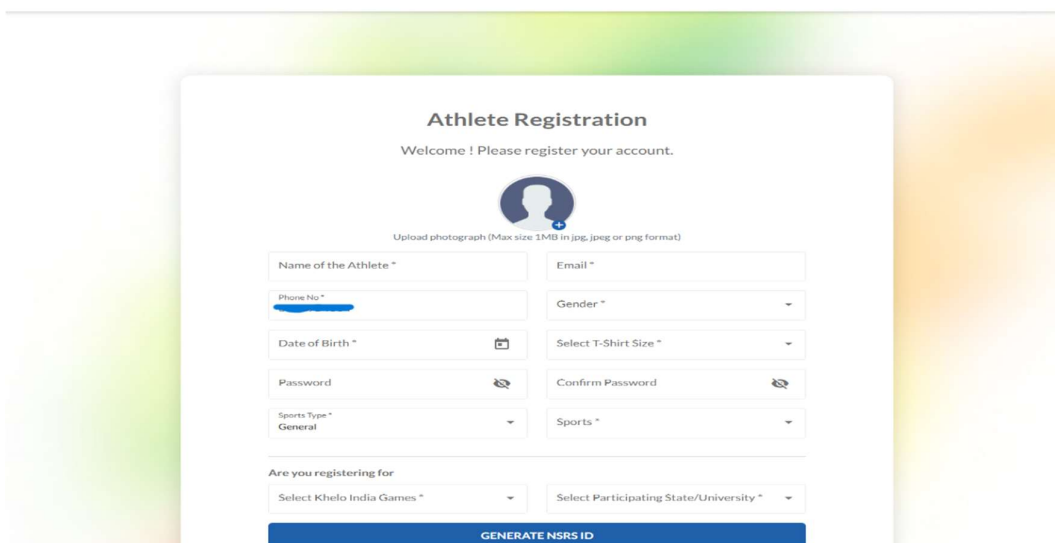 Athlete Registration
Welcome ! Please register your account.
Upload photograph (Max size 1MB in jpg, jpeg or png format)
Name of the Athlete *
Email *
Phone No *
Gender *
Date of Birth *
Select T-Shirt Size *
Password
Confirm Password
Sports Type *
General
Sports *
Are you registering for
Select Khelo India Games *
Select Participating State/University *
GENERATE NSRS ID